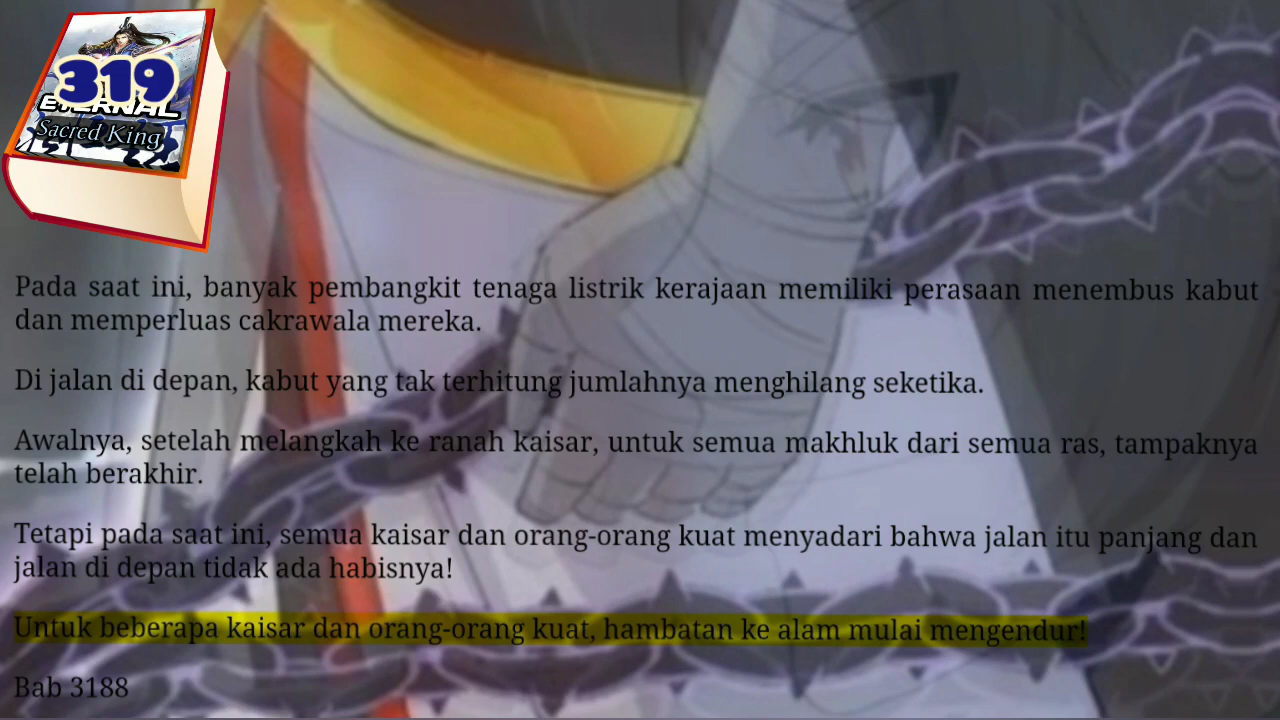 319
ETERNAL
Sacred King
Pada saat ini, banyak pembangkit tenaga listrik kerajaan memiliki perasaan menembus kabut
dan memperluas cakrawala mereka.
Di jalan di depan, kabut yang tak terhitung jumlahnya menghilang seketika.
Awalnya, setelah melangkah ke ranah kaisar, untuk semua makhluk dari semua ras, tampaknya
telah berakhir.
Tetapi pada saat ini, semua kaisar dan orang-orang kuat menyadari bahwa jalan itu panjang dan
jalan di depan tidak ada habisnya!
Untuk beberapa kaisar dan orang-orang kuat, hambatan ke alam mulai mengendur!
Bab 3188